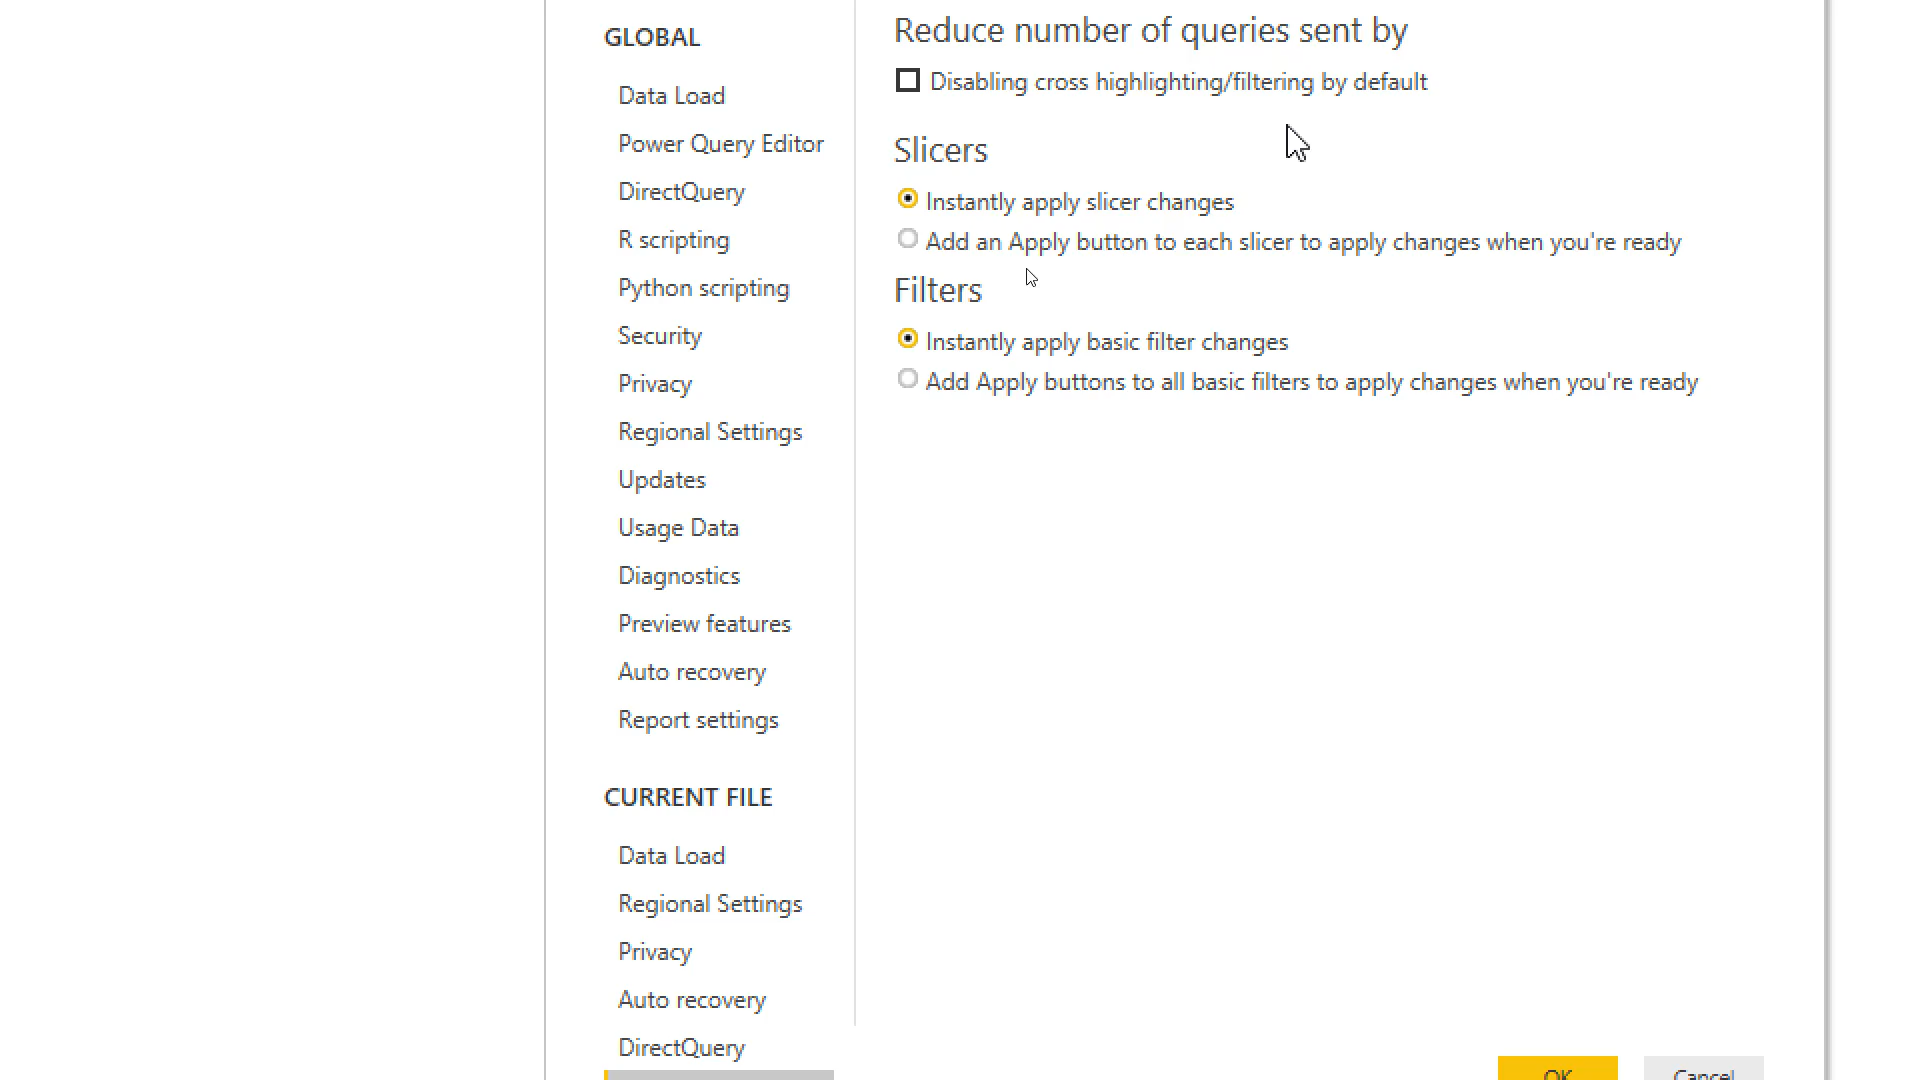 GLOBAL
Data Load
Power Query Editor
DirectQuery
R scripting
Python scripting
Security
Privacy
Regional Settings
Updates
Usage Data
Diagnostics
Preview features
Auto recovery
Report settings
CURRENT FILE
Data Load
Regional Settings
Privacy
Auto recovery
DirectQuery
Reduce number of queries sent by
Disabling cross highlighting/filtering by default
Slicers
Instantly apply slicer changes
Add an Apply button to each slicer to apply changes when you're ready
Filters
Instantly apply basic filter changes
Add Apply buttons to all basic filters to apply changes when you're ready
OK
Cancel